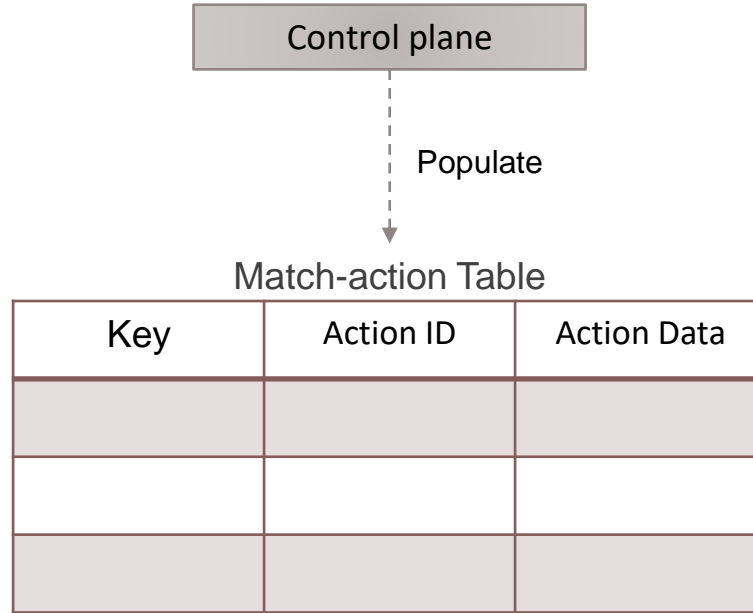 Control plane
Populate
Match-action Table
Key
Action ID
Action Data